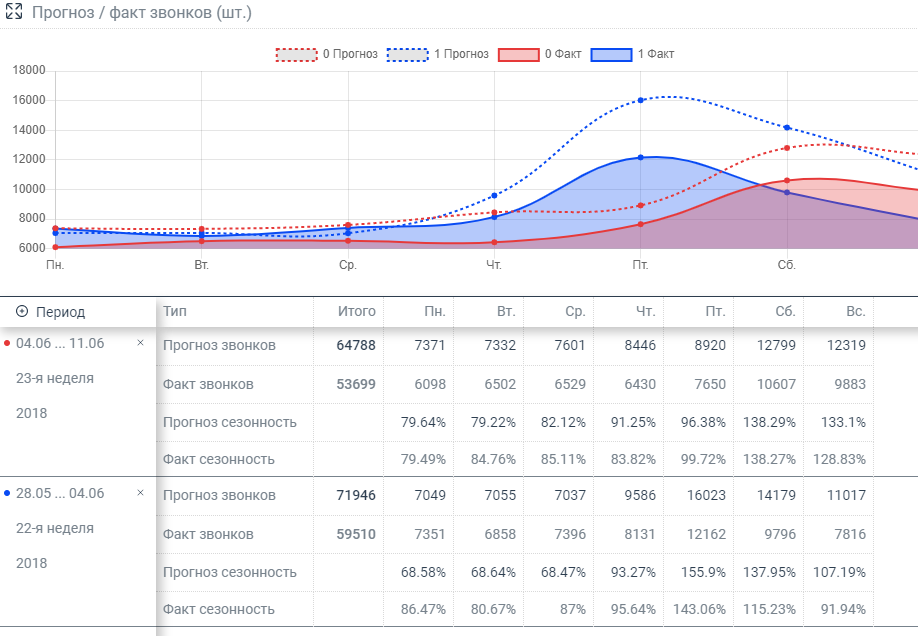 Прогноз / факт звонков (шт.)
0 Прогноз 1 Прогноз 0 Факт 1 Факт
18000
16000
14000
12000
10000
8000
6000
Пн. Вт. Ср. Чт. Пт. Сб.
Период Тип Итого Пн. Вт. Ср. Чт. Пт. Сб. Вс.
04.06 ... 11.06 × Прогноз звонков 64788 7371 7332 7601 8446 8920 12799 12319
23-я неделя Факт звонков 53699 6098 6502 6529 6430 7650 10607 9883
2018 Прогноз сезонность 79.64% 79.22% 82.12% 91.25% 96.38% 138.29% 133.1%
Факт сезонность 79.49% 84.76% 85.11% 83.82% 99.72% 138.27% 128.83%
28.05 ... 04.06 × Прогноз звонков 71946 7049 7055 7037 9586 16023 14179 11017
22-я неделя Факт звонков 59510 7351 6858 7396 8131 12162 9796 7816
2018 Прогноз сезонность 68.58% 68.64% 68.47% 93.27% 155.9% 137.95% 107.19%
Факт сезонность 86.47% 80.67% 87% 95.64% 143.06% 115.23% 91.94%